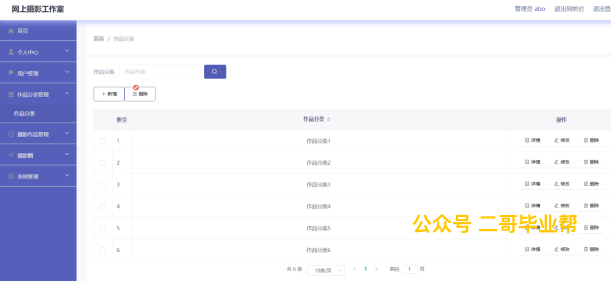 网上摄影工作室
管理员 abo 退出到前台 退出登
首页
个人中心
用户管理
作品分类管理
作品分类
摄影作品管理
摄影圈
系统管理
首页 / 作品分类
作品分类 作品分类
+ 新增 删除
索引 作品分类 操作
1 作品分类1 详情 修改 删除
2 作品分类2 详情 修改 删除
3 作品分类3 详情 修改 删除
4 作品分类4 详情 修改 删除
5 作品分类5 详情 修改 删除
6 作品分类6 详情 修改 删除
公众号 二哥毕业帮
共 6 条 10条/页 < 1 > 前往 1 页